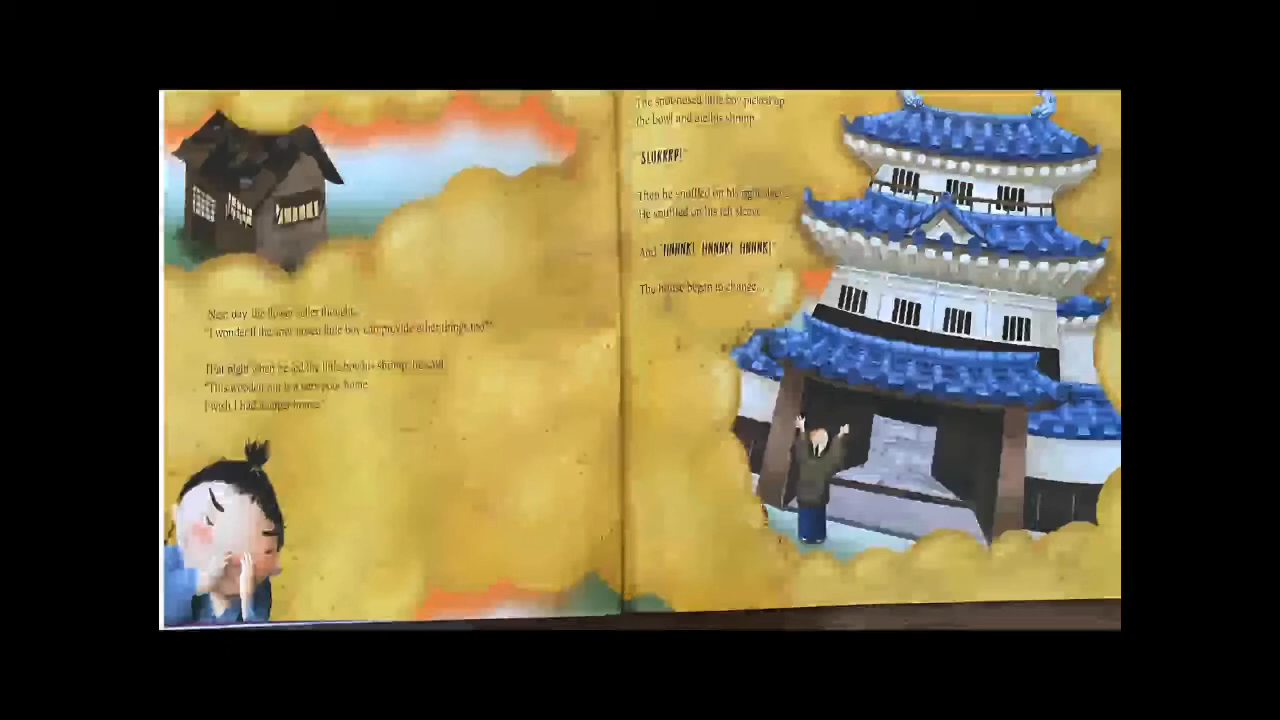 Next day the flower seller thought,
"I wonder if the snot-nosed little boy can provide other things too?"
That night when he fed the little boy his shrimp, he said
"This wooden hut is a very poor home.
I wish I had a bigger house."
The snot-nosed little boy picked up
the bowl and ate his shrimp.
"SLURRRP!"
Then he snuffled on his right sleeve.
He snuffled on his left sleeve.
And "HNNNK! HNNNK! HNNNK!"
The house began to change...